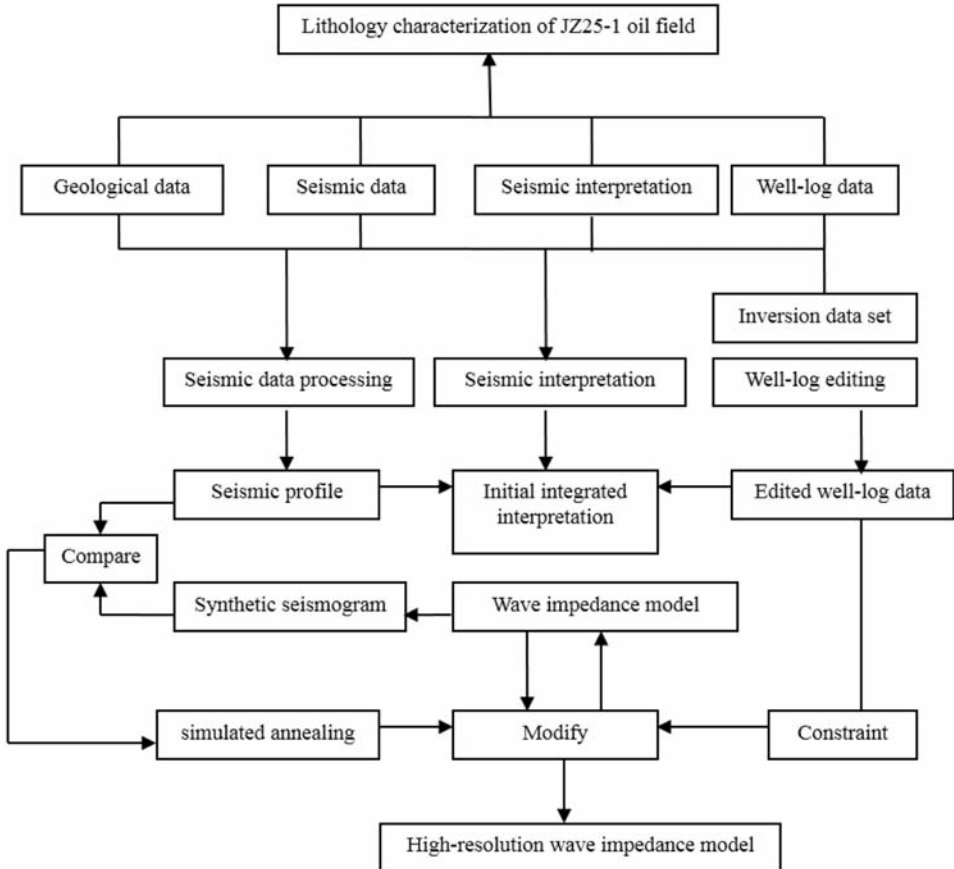 Lithology characterization of JZ25-1 oil field
Geological data
Seismic data
Seismic interpretation
Well-log data
Inversion data set
Seismic data processing
Seismic interpretation
Well-log editing
Seismic profile
Initial integrated
interpretation
Edited well-log data
Compare
Synthetic seismogram
Wave impedance model
simulated annealing
Modify
Constraint
High-resolution wave impedance model